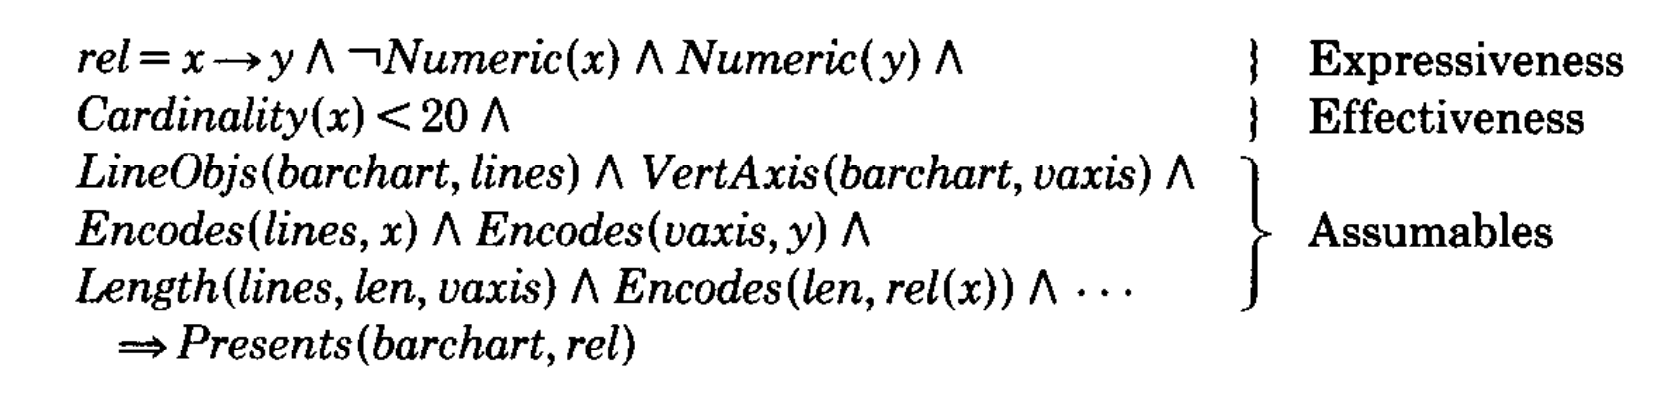 rel = x → y ∧ ¬Numeric(x) ∧ Numeric(y) ∧ } Expressiveness
Cardinality(x) < 20 ∧ } Effectiveness
LineObjs(barchart, lines) ∧ VertAxis(barchart, vaxis) ∧
Encodes(lines, x) ∧ Encodes(vaxis, y) ∧ } Assumables
Length(lines, len, vaxis) ∧ Encodes(len, rel(x)) ∧ · · ·
⇒ Presents(barchart, rel)